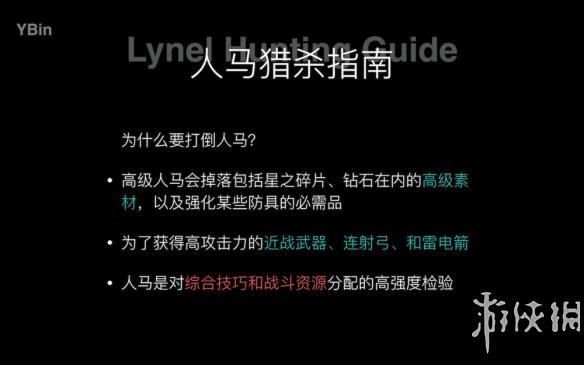 YBin
Lynel Hunting Guide
人马猎杀指南
为什么要打倒人马?
• 高级人马会掉落包括星之碎片、钻石在内的高级素
材，以及强化某些防具的必需品
• 为了获得高攻击力的近战武器、连射弓、和雷电箭
• 人马是对综合技巧和战斗资源分配的高强度检验
游侠网